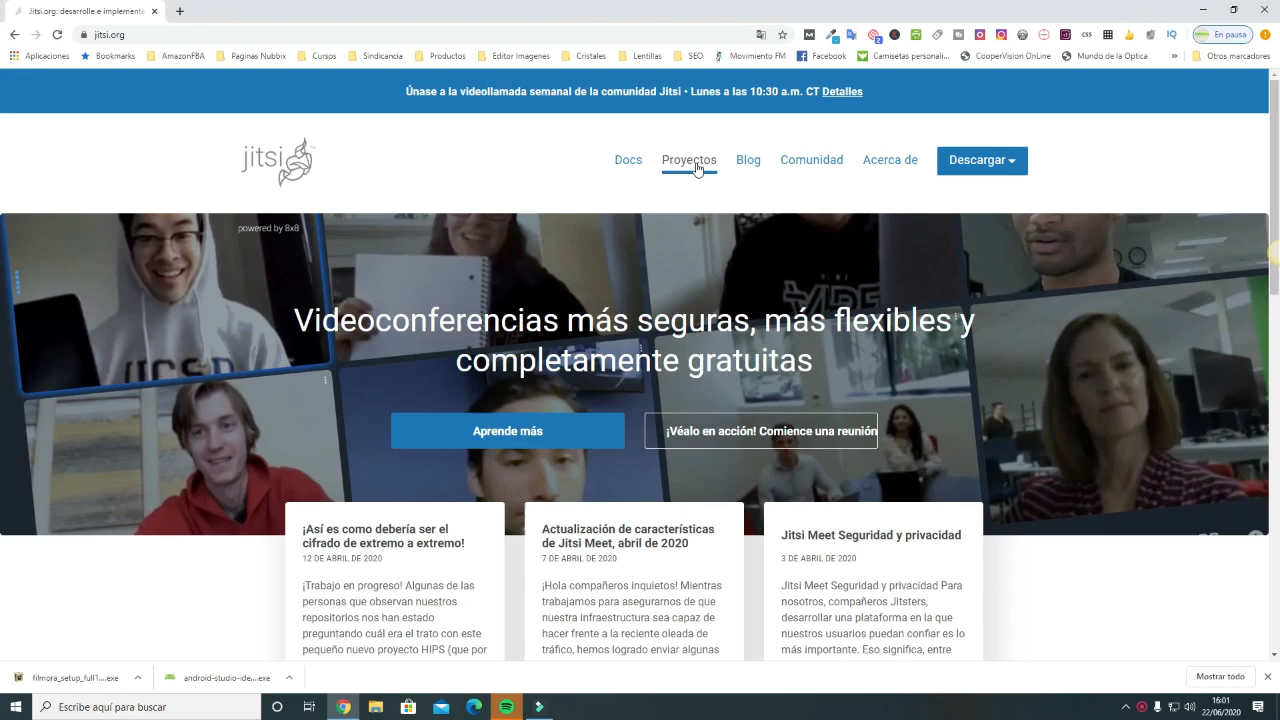 Jitsi.org: desarrolle e implemente
jitsi.org
En pausa
Aplicaciones
Bookmarks
AmazonFBA
Paginas Nubbix
Cursos
Sindicancia
Productos
Editor Imagenes
Cristales
Lentillas
SEO
Movimiento FM
Facebook
Camisetas personali...
CooperVision OnLine
Mundo de la Optica
»
Otros marcadores
Únase a la videollamada semanal de la comunidad Jitsi • Lunes a las 10:30 a.m. CT Detalles
jitsi
Docs
Proyectos
Blog
Comunidad
Acerca de
Descargar
powered by 8x8
Videoconferencias más seguras, más flexibles y
completamente gratuitas
Aprende más
¡Véalo en acción! Comience una reunión
¡Así es como debería ser el
cifrado de extremo a extremo!
12 DE ABRIL DE 2020
¡Trabajo en progreso! Algunas de las
personas que observan nuestros
repositorios nos han estado
preguntando cuál era el trato con este
pequeño nuevo proyecto HIPS (que por
Actualización de características
de Jitsi Meet, abril de 2020
7 DE ABRIL DE 2020
¡Hola compañeros inquietos! Mientras
trabajamos para asegurarnos de que
nuestra infraestructura sea capaz de
hacer frente a la reciente oleada de
tráfico, hemos logrado enviar algunas
Jitsi Meet Seguridad y privacidad
3 DE ABRIL DE 2020
Jitsi Meet Seguridad y privacidad Para
nosotros, compañeros Jitsters,
desarrollar una plataforma en la que
nuestros usuarios puedan confiar es lo
más importante. Eso significa, entre
filmora_setup_full1....exe
android-studio-ide....exe
Mostrar todo
Escribe aquí para buscar
16:01
22/06/2020